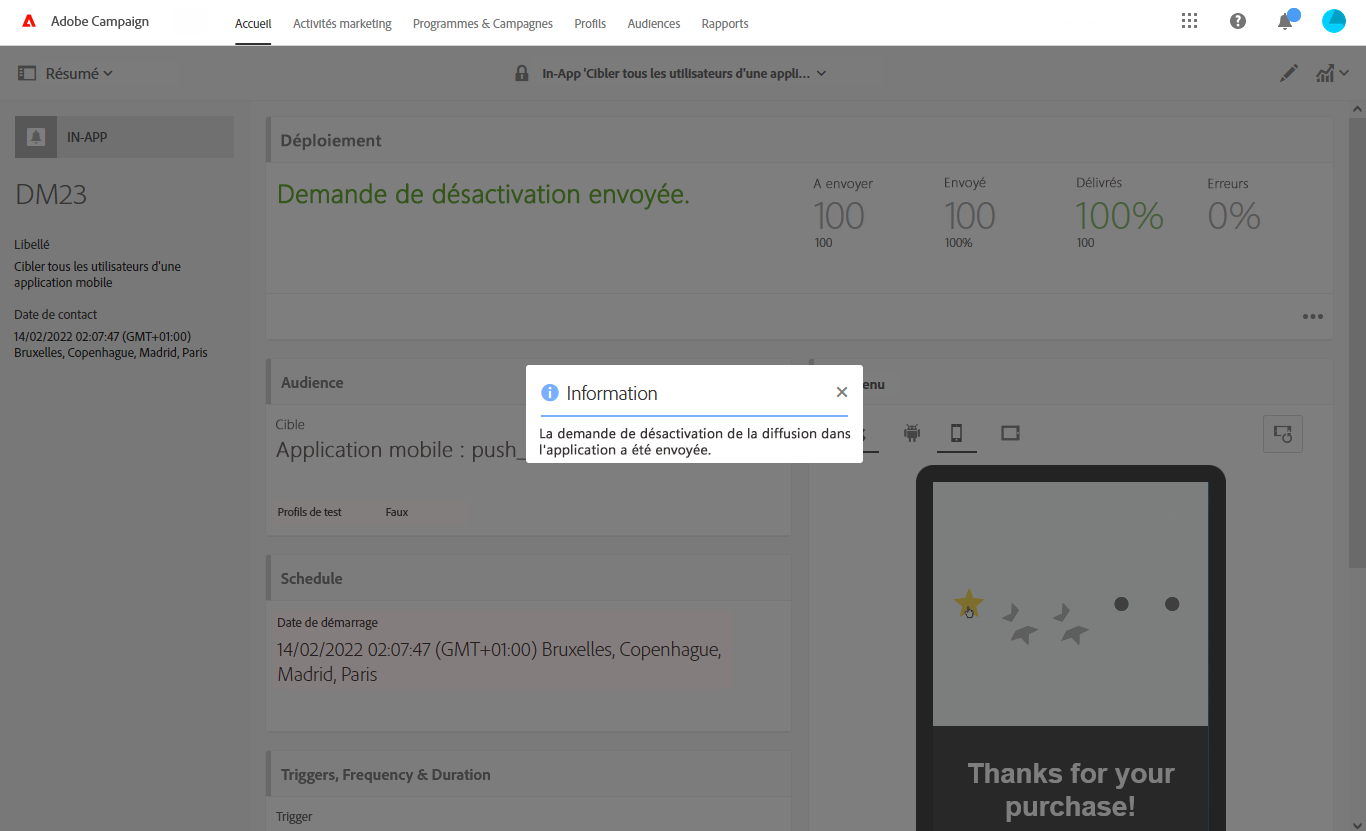 Adobe Campaign
Accueil
Activités marketing
Programmes & Campagnes
Profils
Audiences
Rapports
Résumé
In-App 'Cibler tous les utilisateurs d'une appli...
IN-APP
DM23
Libellé
Cibler tous les utilisateurs d'une
application mobile
Date de contact
14/02/2022 02:07:47 (GMT+01:00)
Bruxelles, Copenhague, Madrid, Paris
Déploiement
Demande de désactivation envoyée.
A envoyer
100
100
Envoyé
100
100%
Délivrés
100%
100
Erreurs
0%
Audience
Cible
Application mobile : push_
Profils de test
Faux
Information
La demande de désactivation de la diffusion dans
l'application a été envoyée.
Schedule
Date de démarrage
14/02/2022 02:07:47 (GMT+01:00) Bruxelles, Copenhague,
Madrid, Paris
Triggers, Frequency & Duration
Trigger
enu
Thanks for your
purchase!